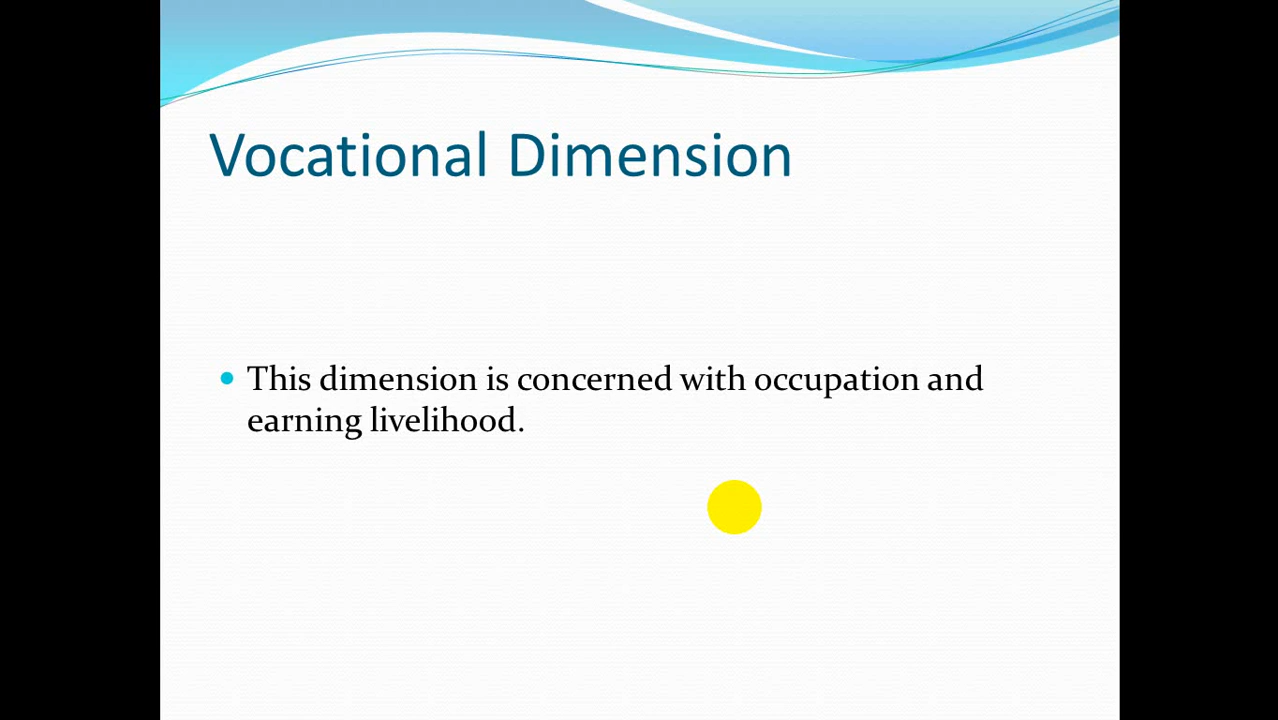 Vocational Dimension
This dimension is concerned with occupation and
earning livelihood.